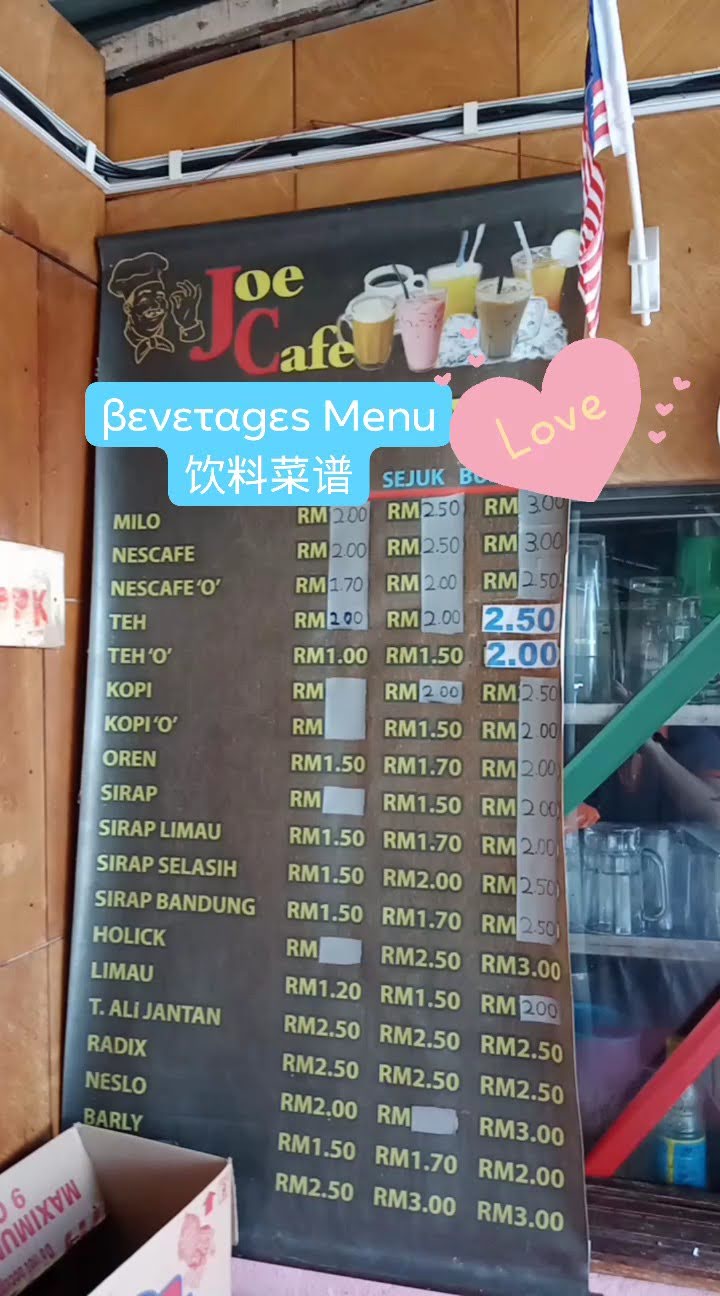 Joe
Cafe
βενεταgεs Menu
饮料菜谱
Love
SEJUK
MILO RM 2.00 RM 2.50 RM 3.00
NESCAFE RM 2.00 RM 2.50 RM 3.00
NESCAFE 'O' RM 1.70 RM 2.00 RM 2.50
TEH RM 2.00 RM 2.00 2.50
TEH 'O' RM1.00 RM1.50 2.00
KOPI RM RM 2.00 RM 2.50
KOPI 'O' RM RM1.50 RM 2.00
OREN RM1.50 RM1.70 RM 2.00
SIRAP RM RM1.50 RM 2.00
SIRAP LIMAU RM1.50 RM1.70 RM 2.00
SIRAP SELASIH RM1.50 RM2.00 RM 2.50
SIRAP BANDUNG RM1.50 RM1.70 RM 2.50
HOLICK RM RM2.50 RM3.00
LIMAU RM1.20 RM1.50 RM 200
T. ALi JANTAN RM2.50 RM2.50 RM2.50
RADIX RM2.50 RM2.50 RM2.50
NESLO RM2.00 RM RM3.00
BARLY RM1.50 RM1.70 RM2.00
RM2.50 RM3.00 RM3.00